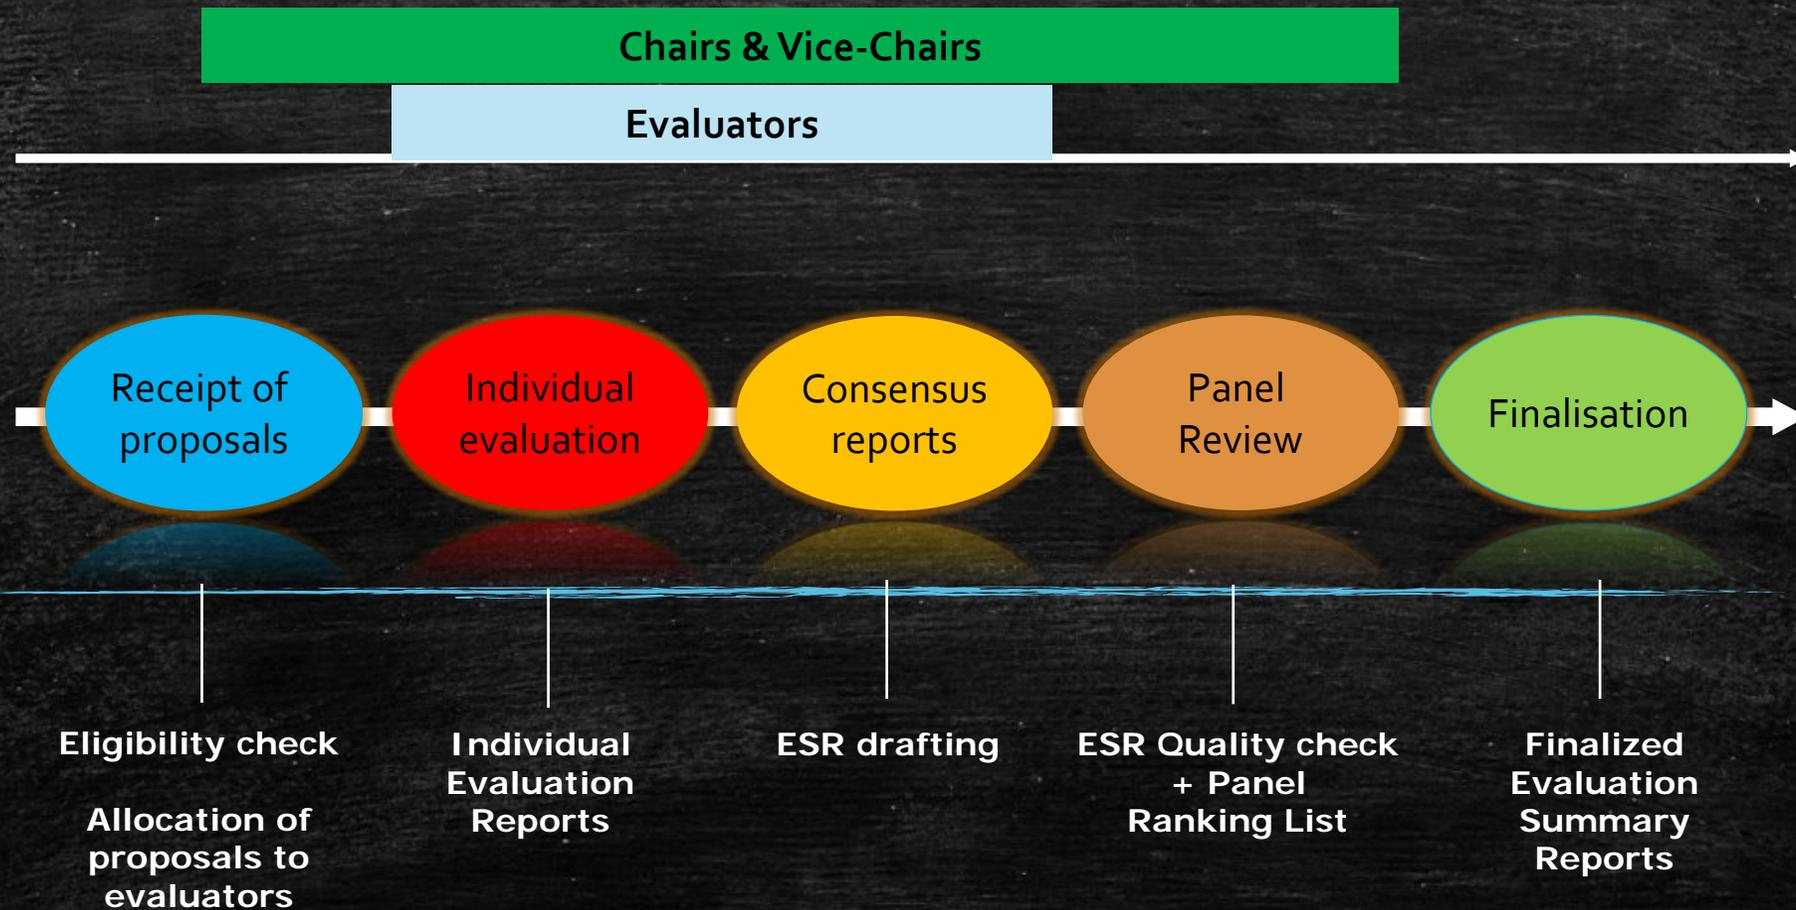 Chairs & Vice-Chairs
Evaluators
Receipt of
proposals
Individual
evaluation
Consensus
reports
Panel
Review
Finalisation
Eligibility check
Allocation of
proposals to
evaluators
Individual
Evaluation
Reports
ESR drafting
ESR Quality check
+ Panel
Ranking List
Finalized
Evaluation
Summary
Reports